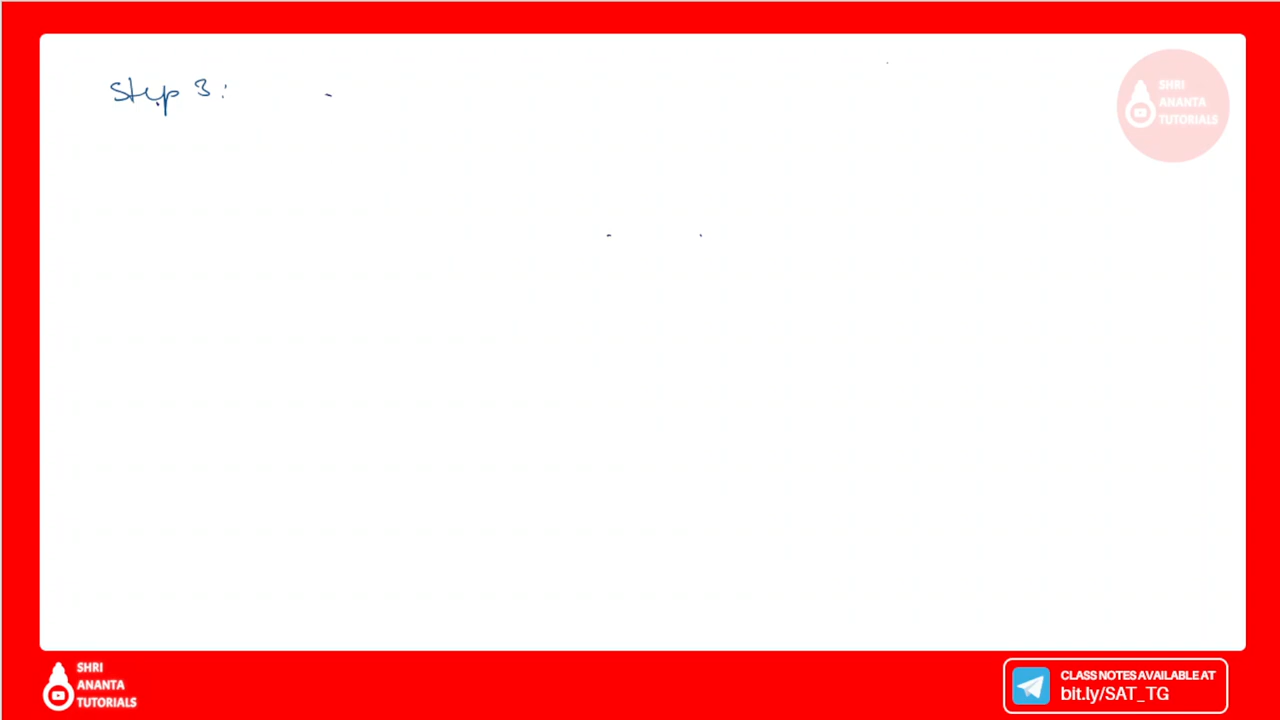 Step 3:
SHRI
ANANTA
TUTORIALS
SHRI
ANANTA
TUTORIALS
CLASS NOTES AVAILABLE AT
bit.ly/SAT_TG